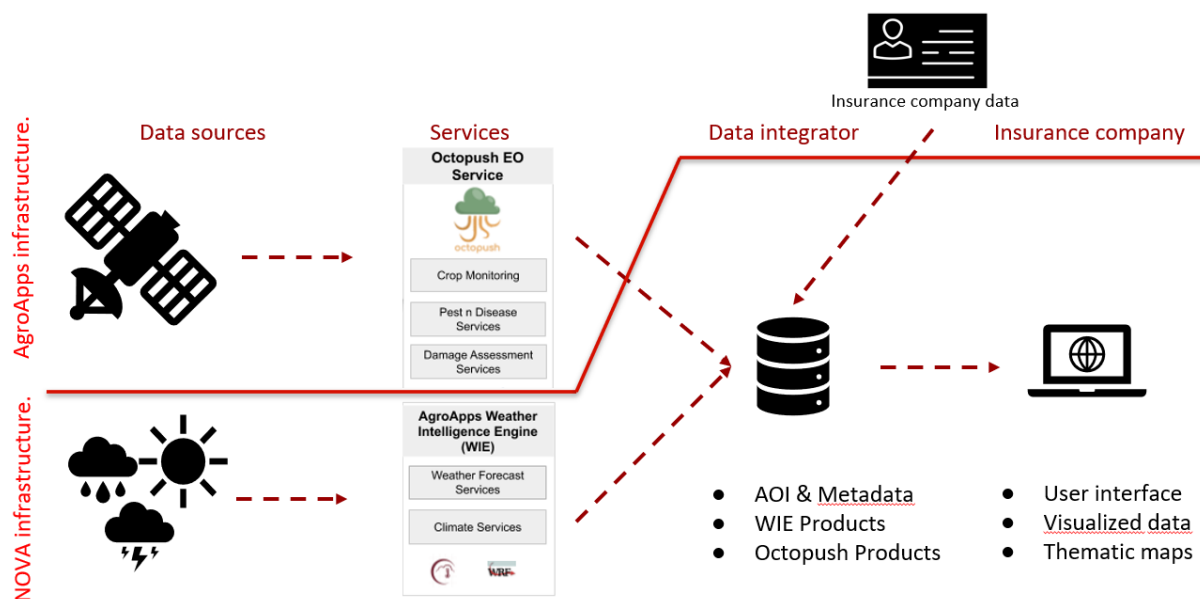 Insurance company data
Data sources
Services
Data integrator
Insurance company
AgroApps infrastructure.
Octopush EO
Service
octopush
Crop Monitoring
Pest n Disease
Services
Damage Assessment
Services
NOVA infrastructure.
AgroApps Weather
Intelligence Engine
(WIE)
Weather Forecast
Services
Climate Services
WRF
• AOI & Metadata
• WIE Products
• Octopush Products
• User interface
• Visualized data
• Thematic maps